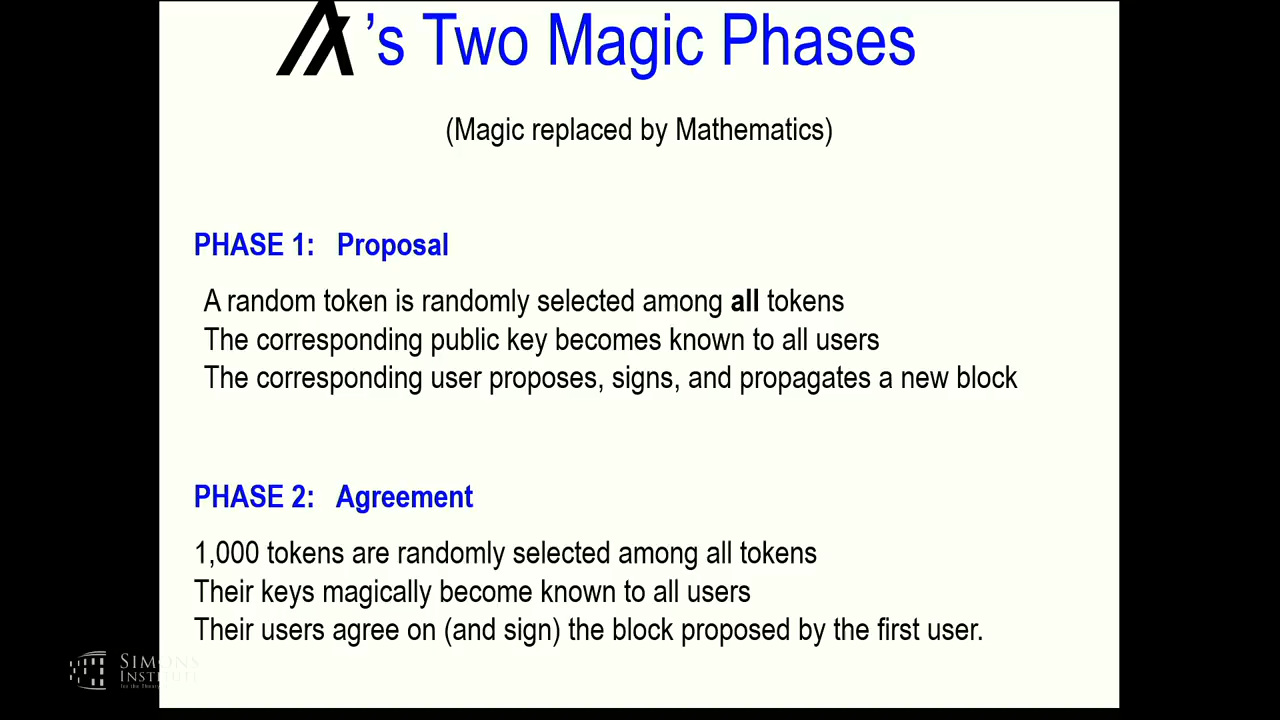 's Two Magic Phases
(Magic replaced by Mathematics)
PHASE 1: Proposal
A random token is randomly selected among all tokens
The corresponding public key becomes known to all users
The corresponding user proposes, signs, and propagates a new block
PHASE 2: Agreement
1,000 tokens are randomly selected among all tokens
Their keys magically become known to all users
Their users agree on (and sign) the block proposed by the first user.
SIMONS
INSTITUTE
for the Theory